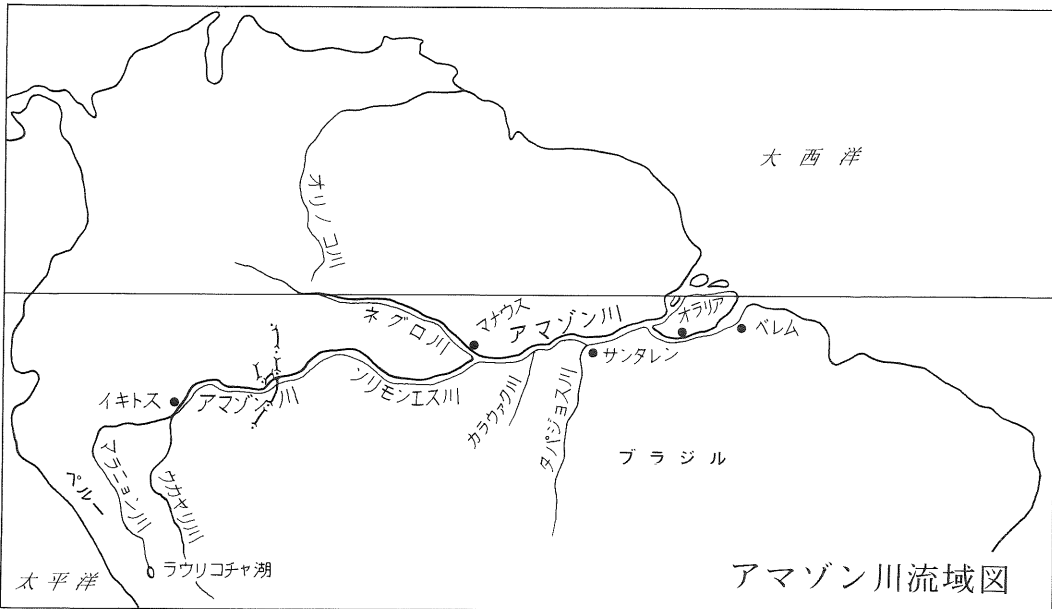 大西洋
オリノコ川
ネグロ川
マナウス
アマゾン川
オラリア
ベレム
サンタレン
イキトス
アマゾン川
ソリモンエス川
カラウァク川
タパジョス川
ブラジル
ペルー
マラニョン川
ウカヤリ川
ラウリコチャ湖
太平洋
アマゾン川流域図